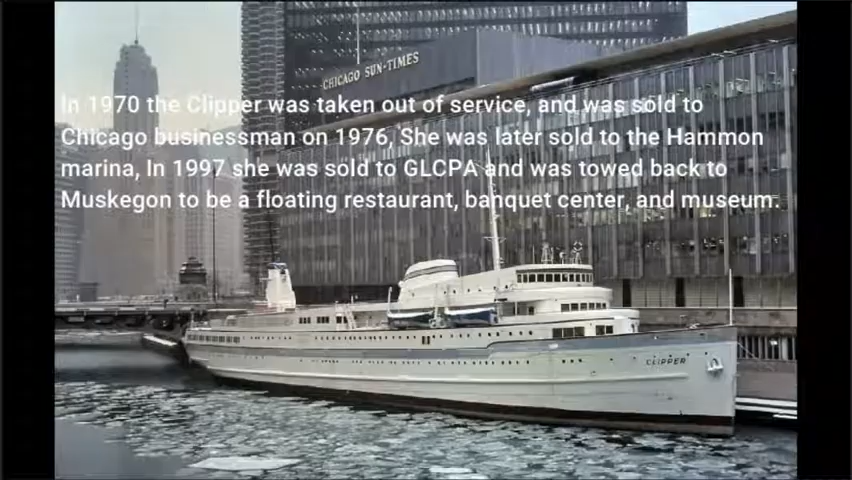 CHICAGO SUN-TIMES
In 1970 the Clipper was taken out of service, and was sold to
Chicago businessman on 1976, She was later sold to the Hammon
marina, In 1997 she was sold to GLCPA and was towed back to
Muskegon to be a floating restaurant, banquet center, and museum.
CLIPPER